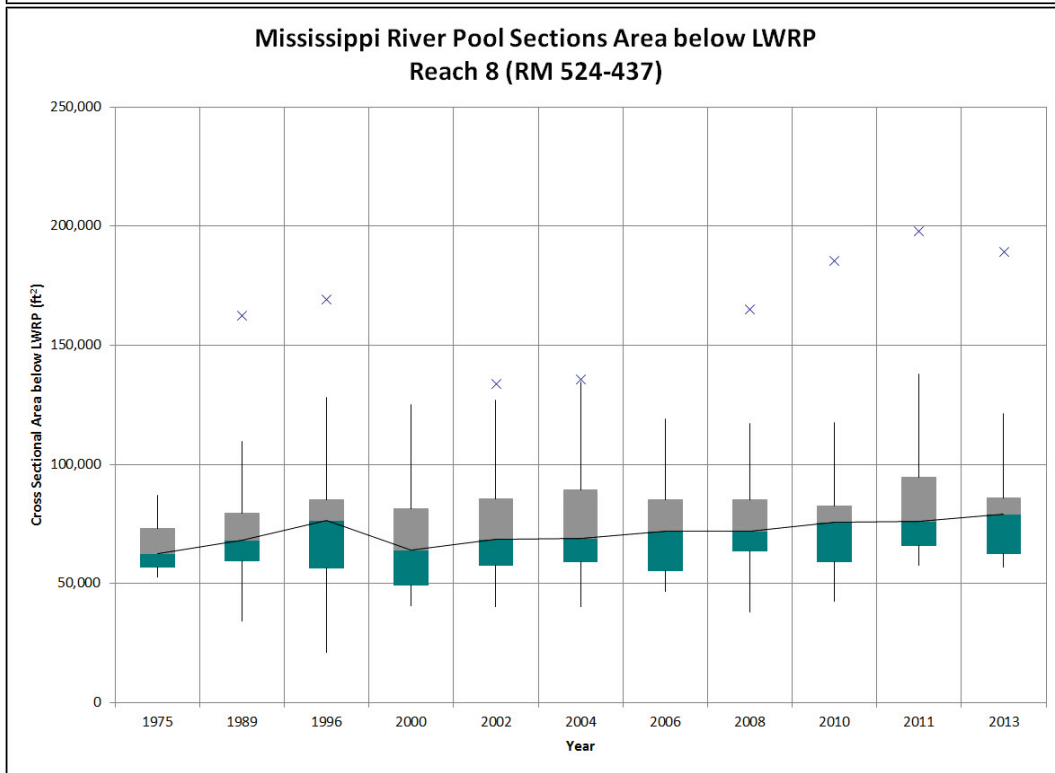 Mississippi River Pool Sections Area below LWRP
Reach 8 (RM 524-437)
250,000
200,000
150,000
100,000
50,000
0
Cross Sectional Area below LWRP (ft²)
1975 1989 1996 2000 2002 2004 2006 2008 2010 2011 2013
Year